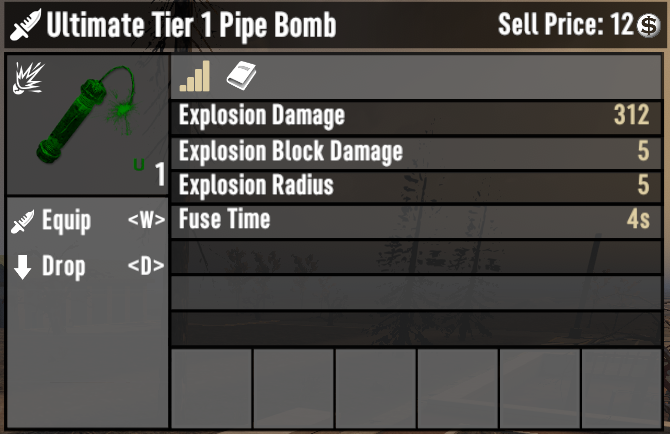 Ultimate Tier 1 Pipe Bomb
Sell Price: 12 $
U 1
Equip <W>
Drop <D>
Explosion Damage 312
Explosion Block Damage 5
Explosion Radius 5
Fuse Time 4s